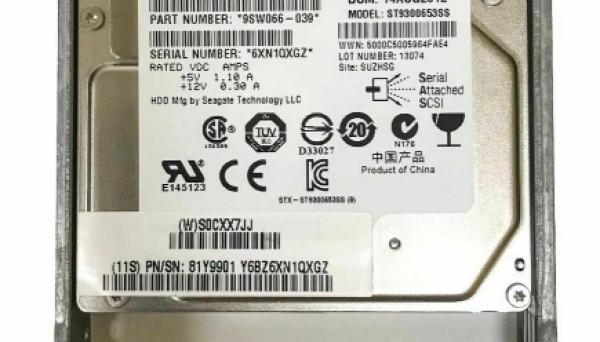 PART NUMBER: "9SW066-039"
MODEL: ST9300653SS
SERIAL NUMBER: "6XN1QXGZ"
WWN: 5000C5005964FAE4
LOT NUMBER: 13074
Site: SUZHSG
RATED VDC AMPS
+5V 1.10 A
+12V 0.30 A
HDD Mfg by Seagate Technology LLC
Serial
Attached
SCSI
TUV
D33027
20
N176
中国产品
Product of China
E145123
CE
STX-ST9300653SS (B)
(W)S0CXX7JJ
(11S) PN/SN: 81Y9901 Y6BZ6XN1QXGZ